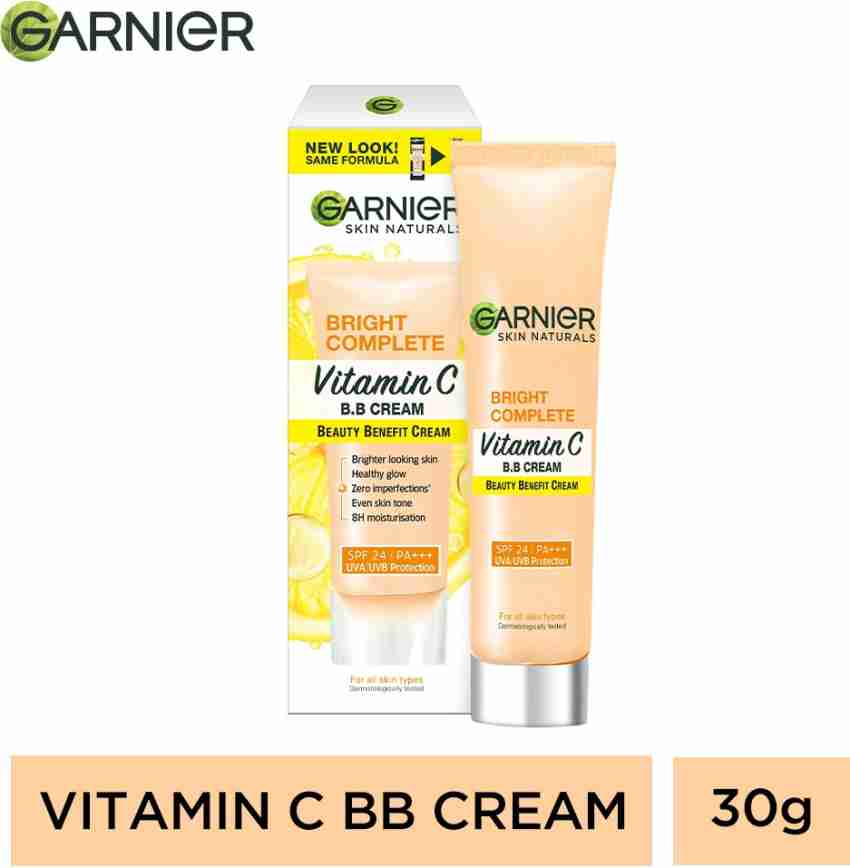 GARNIER
NEW LOOK!
SAME FORMULA
GARNIER
SKIN NATURALS
BRIGHT
COMPLETE
Vitamin C
B.B CREAM
BEAUTY BENEFIT CREAM
Brighter looking skin
Healthy glow
Zero imperfections*
Even skin tone
8H moisturisation
SPF 24 | PA+++
UVA UVB Protection
For all skin types
Dermatologically tested
GARNIER
SKIN NATURALS
BRIGHT
COMPLETE
Vitamin C
B.B CREAM
BEAUTY BENEFIT CREAM
SPF 24 | PA+++
UVA UVB Protection
For all skin types
Dermatologically tested
VITAMIN C BB CREAM
30g